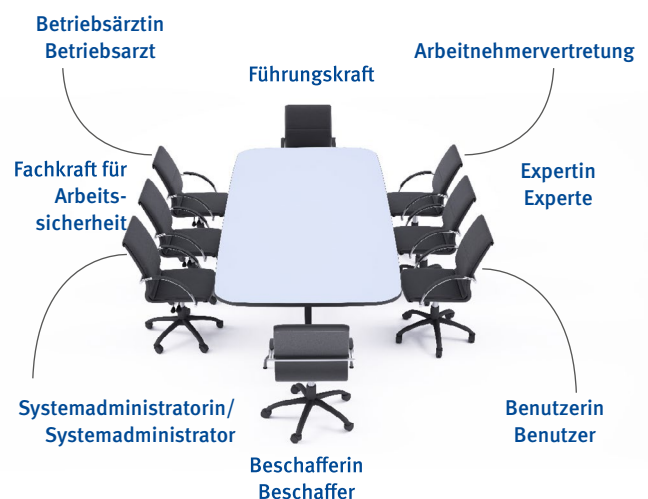 Betriebsärztin
Betriebsarzt
Führungskraft
Arbeitnehmervertretung
Fachkraft für
Arbeits-
sicherheit
Expertin
Experte
Systemadministratorin/
Systemadministrator
Benutzerin
Benutzer
Beschafferin
Beschaffer